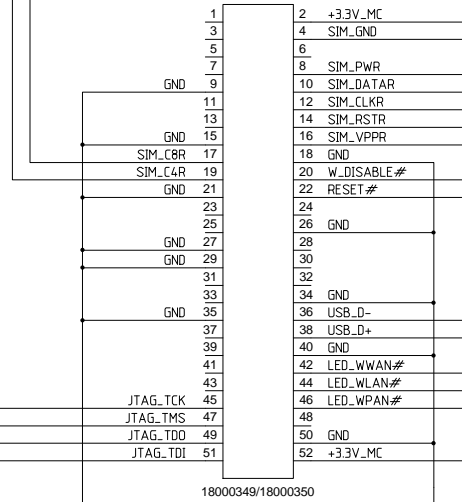 1 2 +3.3V_MC
3 4 SIM_GND
5 6
7 8 SIM_PWR
GND 9 10 SIM_DATAR
11 12 SIM_CLKR
13 14 SIM_RSTR
GND 15 16 SIM_VPPR
SIM_C8R 17 18 GND
SIM_C4R 19 20 W_DISABLE#
GND 21 22 RESET#
23 24
25 26 GND
GND 27 28
GND 29 30
31 32
33 34 GND
GND 35 36 USB_D-
37 38 USB_D+
39 40 GND
41 42 LED_WWAN#
43 44 LED_WLAN#
JTAG_TCK 45 46 LED_WPAN#
JTAG_TMS 47 48
JTAG_TDO 49 50 GND
JTAG_TDI 51 52 +3.3V_MC
18000349/18000350